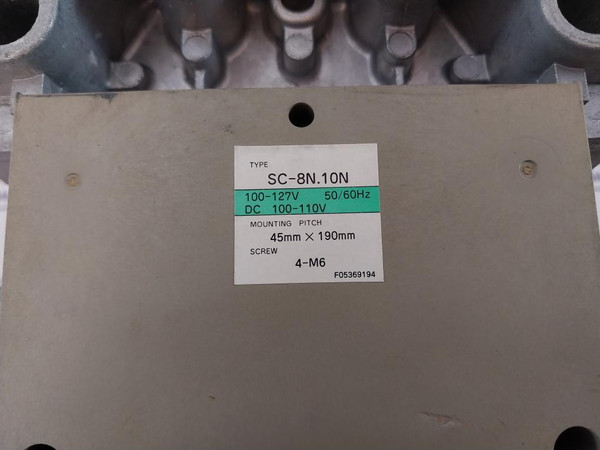 TYPE
SC-8N.10N
100-127V 50/60Hz
DC 100-110V
MOUNTING PITCH
45mm × 190mm
SCREW
4-M6
F05369194